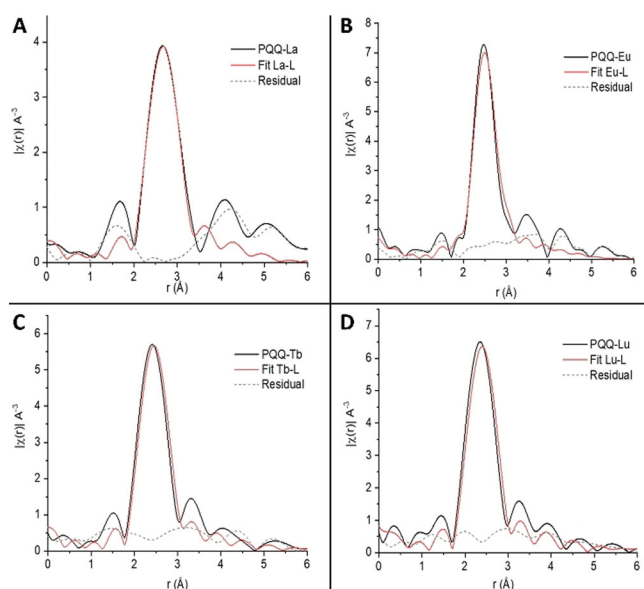 A
PQQ-La
Fit La-L
Residual
|χ(r)| A⁻³
4
3
2
1
0
0 1 2 3 4 5 6
r (Å)
B
PQQ-Eu
Fit Eu-L
Residual
|χ(r)| A⁻³
8
7
6
5
4
3
2
1
0
0 1 2 3 4 5 6
r (Å)
C
PQQ-Tb
Fit Tb-L
Residual
|χ(r)| A⁻³
6
5
4
3
2
1
0
0 1 2 3 4 5 6
r (Å)
D
PQQ-Lu
Fit Lu-L
Residual
|χ(r)| A⁻³
7
6
5
4
3
2
1
0
0 1 2 3 4 5 6
r (Å)